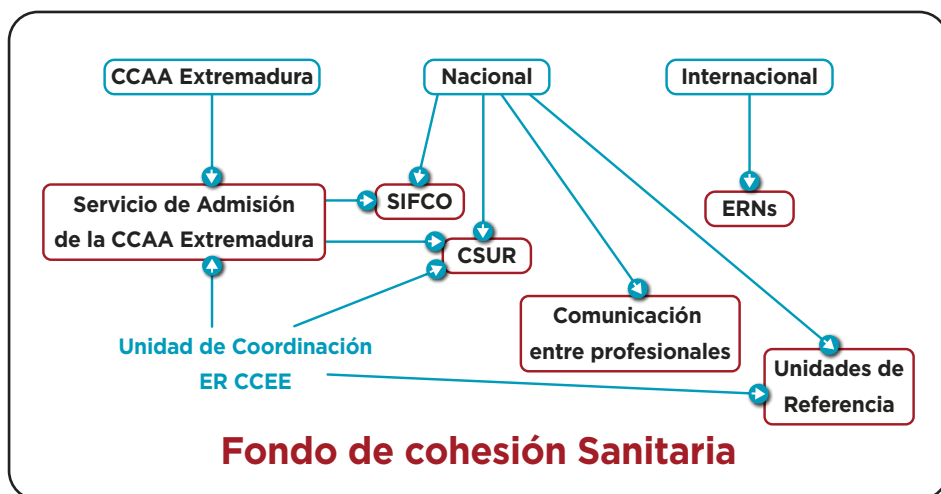 CCAA Extremadura
Nacional
Internacional
Servicio de Admisión
de la CCAA Extremadura
SIFCO
ERNs
CSUR
Comunicación
entre profesionales
Unidad de Coordinación
ER CCEE
Unidades de
Referencia
Fondo de cohesión Sanitaria